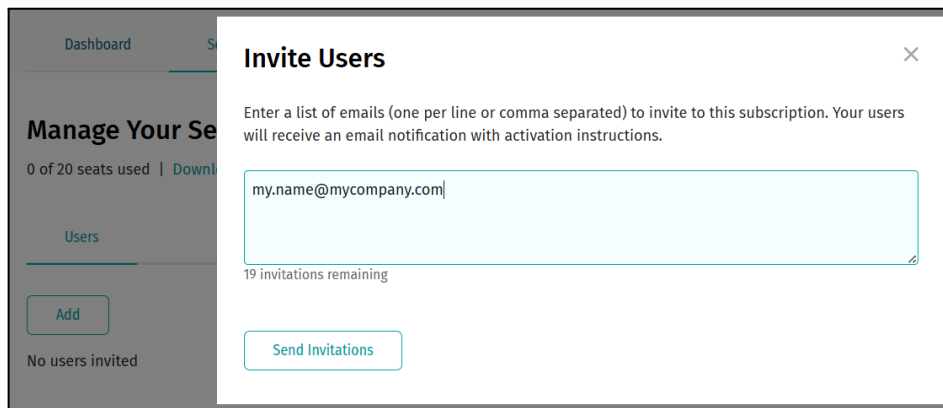 Dashboard
Invite Users
Enter a list of emails (one per line or comma separated) to invite to this subscription. Your users
will receive an email notification with activation instructions.
Manage Your Se
0 of 20 seats used | Downl
my.name@mycompany.com
Users
19 invitations remaining
Add
Send Invitations
No users invited